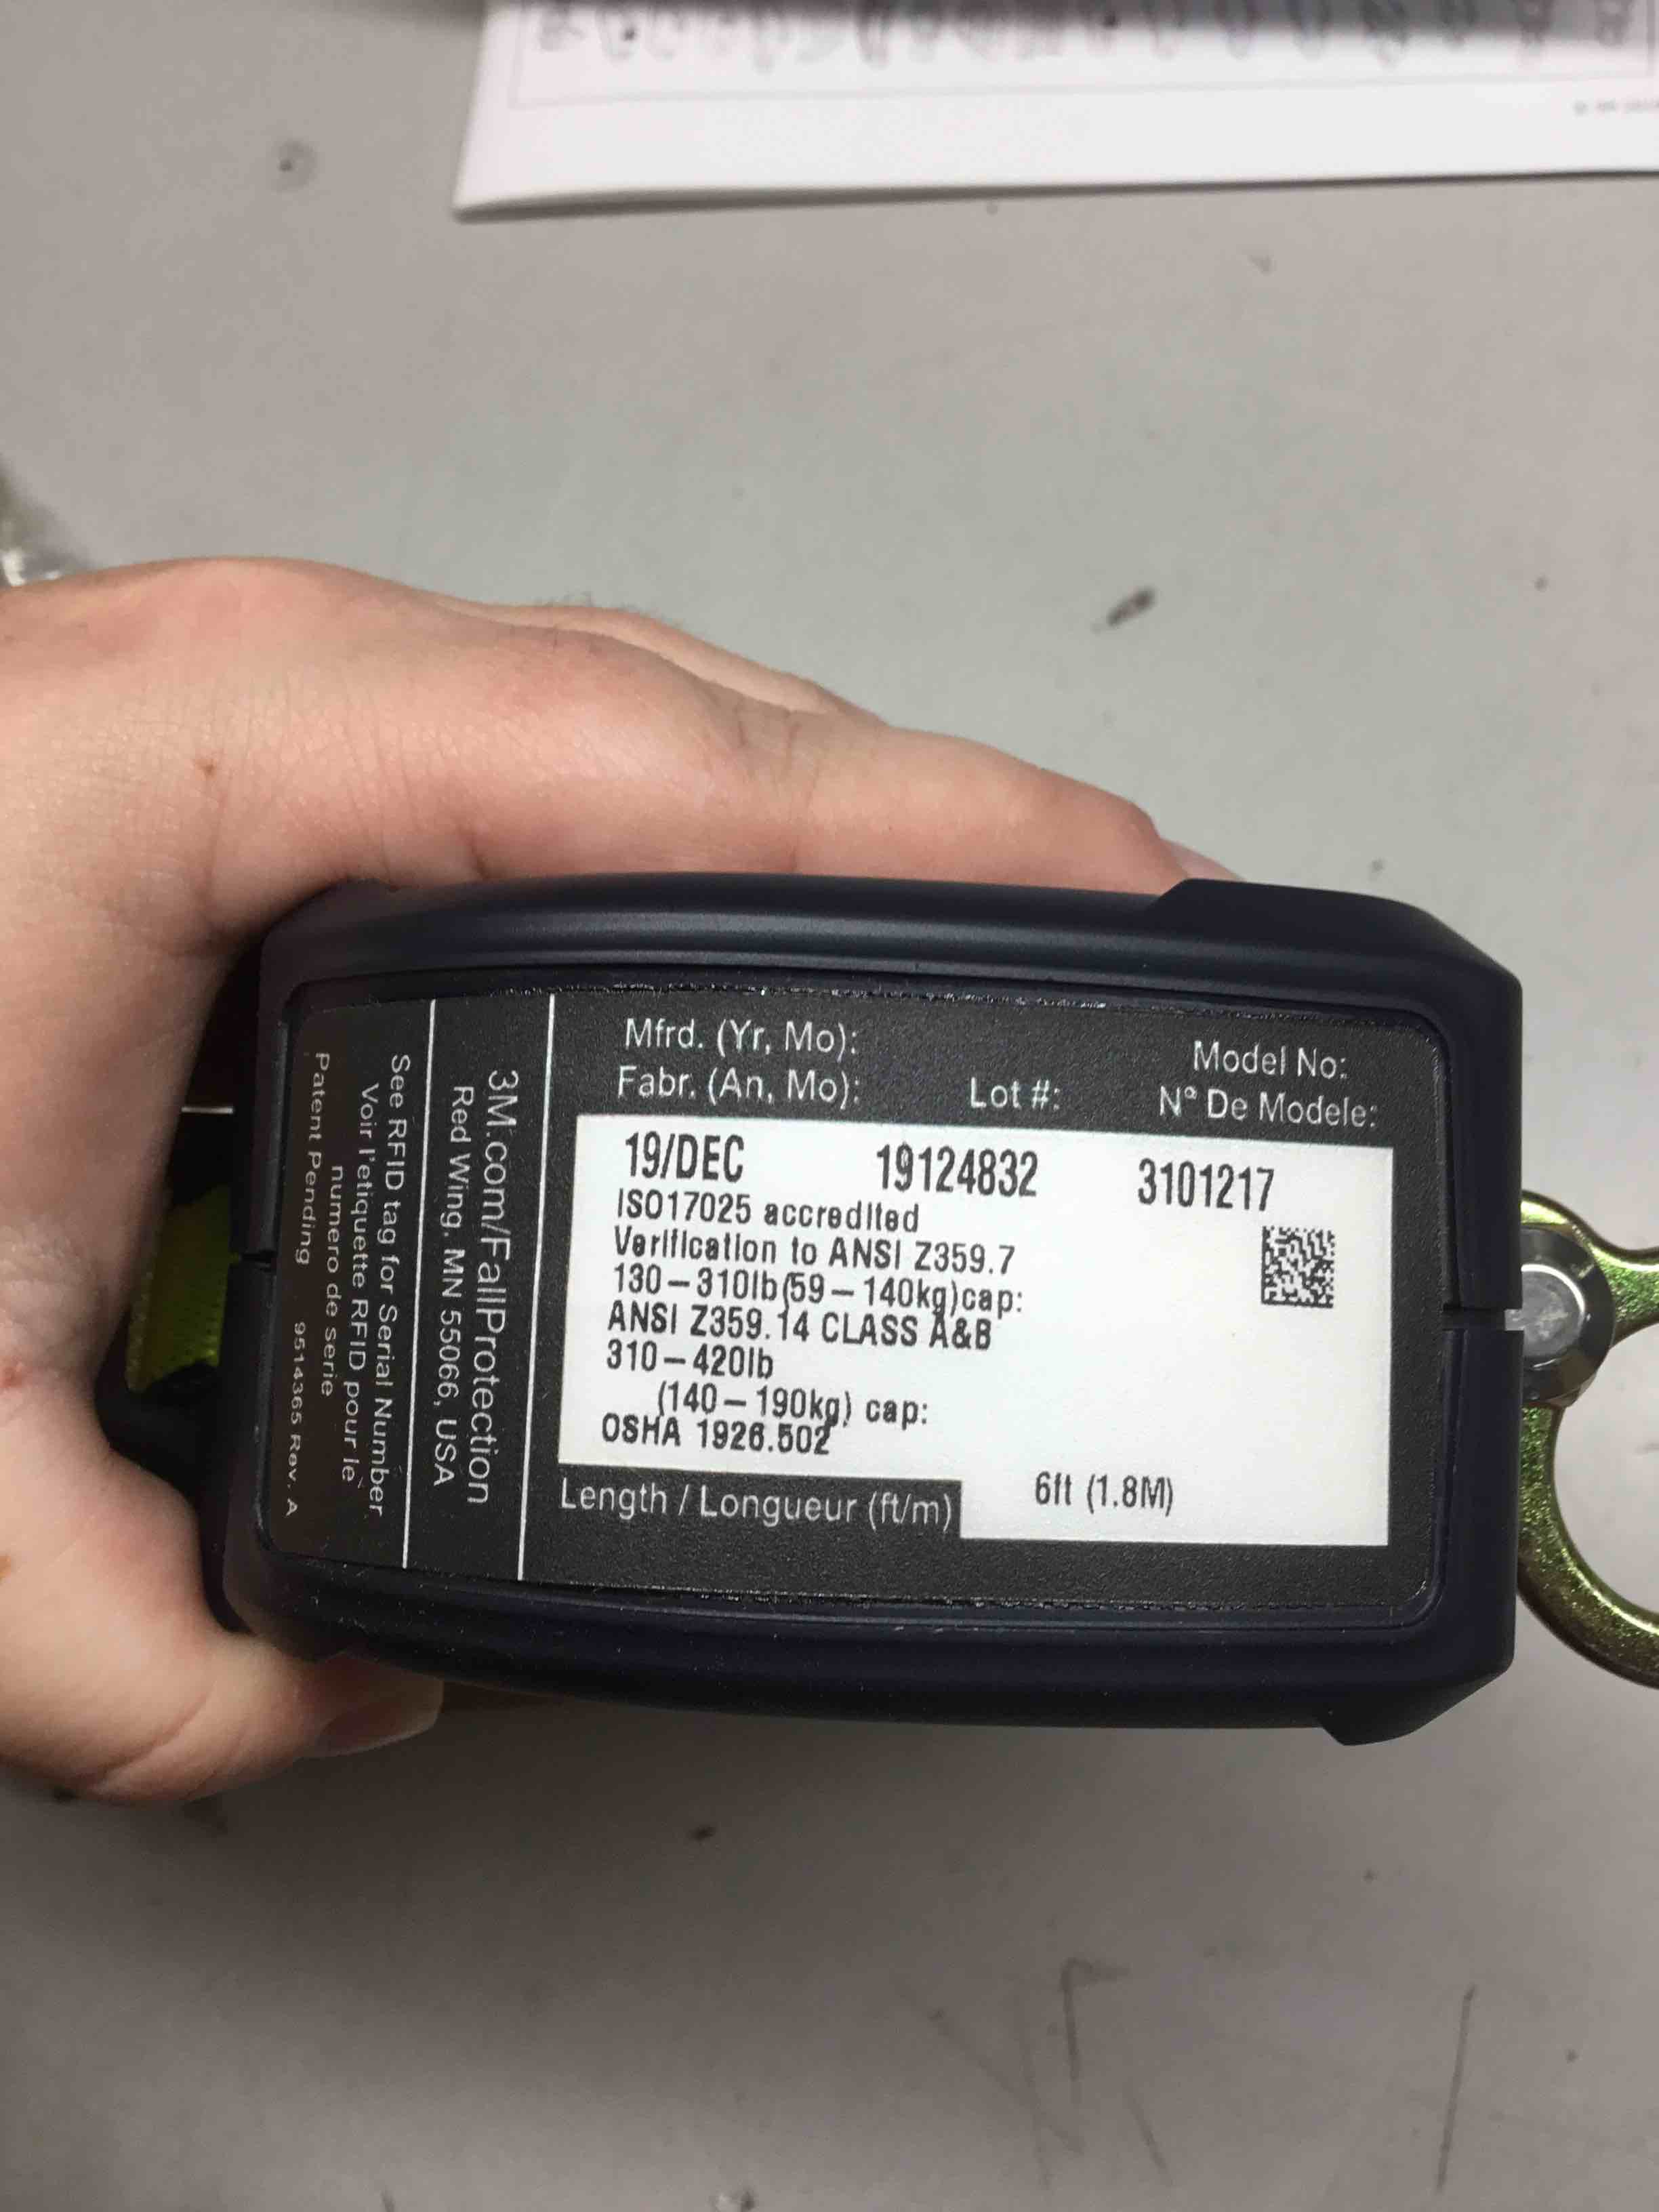 Mfrd. (Yr, Mo):
Fabr. (An, Mo):
Lot #:
Model No:
N° De Modele:
19/DEC 19124832 3101217
ISO17025 accredited
Verification to ANSI Z359.7
130-310lb(59-140kg)cap:
ANSI Z359.14 CLASS A&B
310-420lb
(140-190kg) cap:
OSHA 1926.502
Length / Longueur (ft/m) 6ft (1.8M)
3M.com/FallProtection
Red Wing, MN 55066, USA
See RFID tag for Serial Number
Voir l'etiquette RFID pour le
numero de serie
Patent Pending 9514365 Rev. A